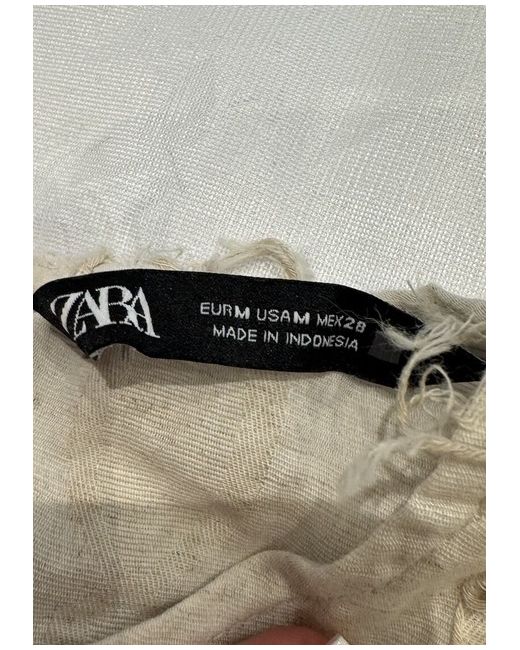 ZARA
EUR M USA M MEX 28
MADE IN INDONESIA